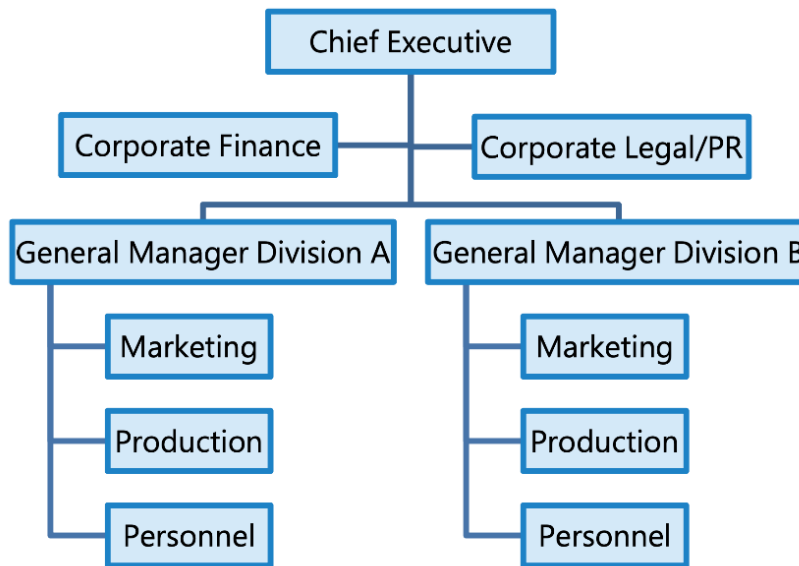 Chief Executive
Corporate Finance
Corporate Legal/PR
General Manager Division A
General Manager Division B
Marketing
Marketing
Production
Production
Personnel
Personnel